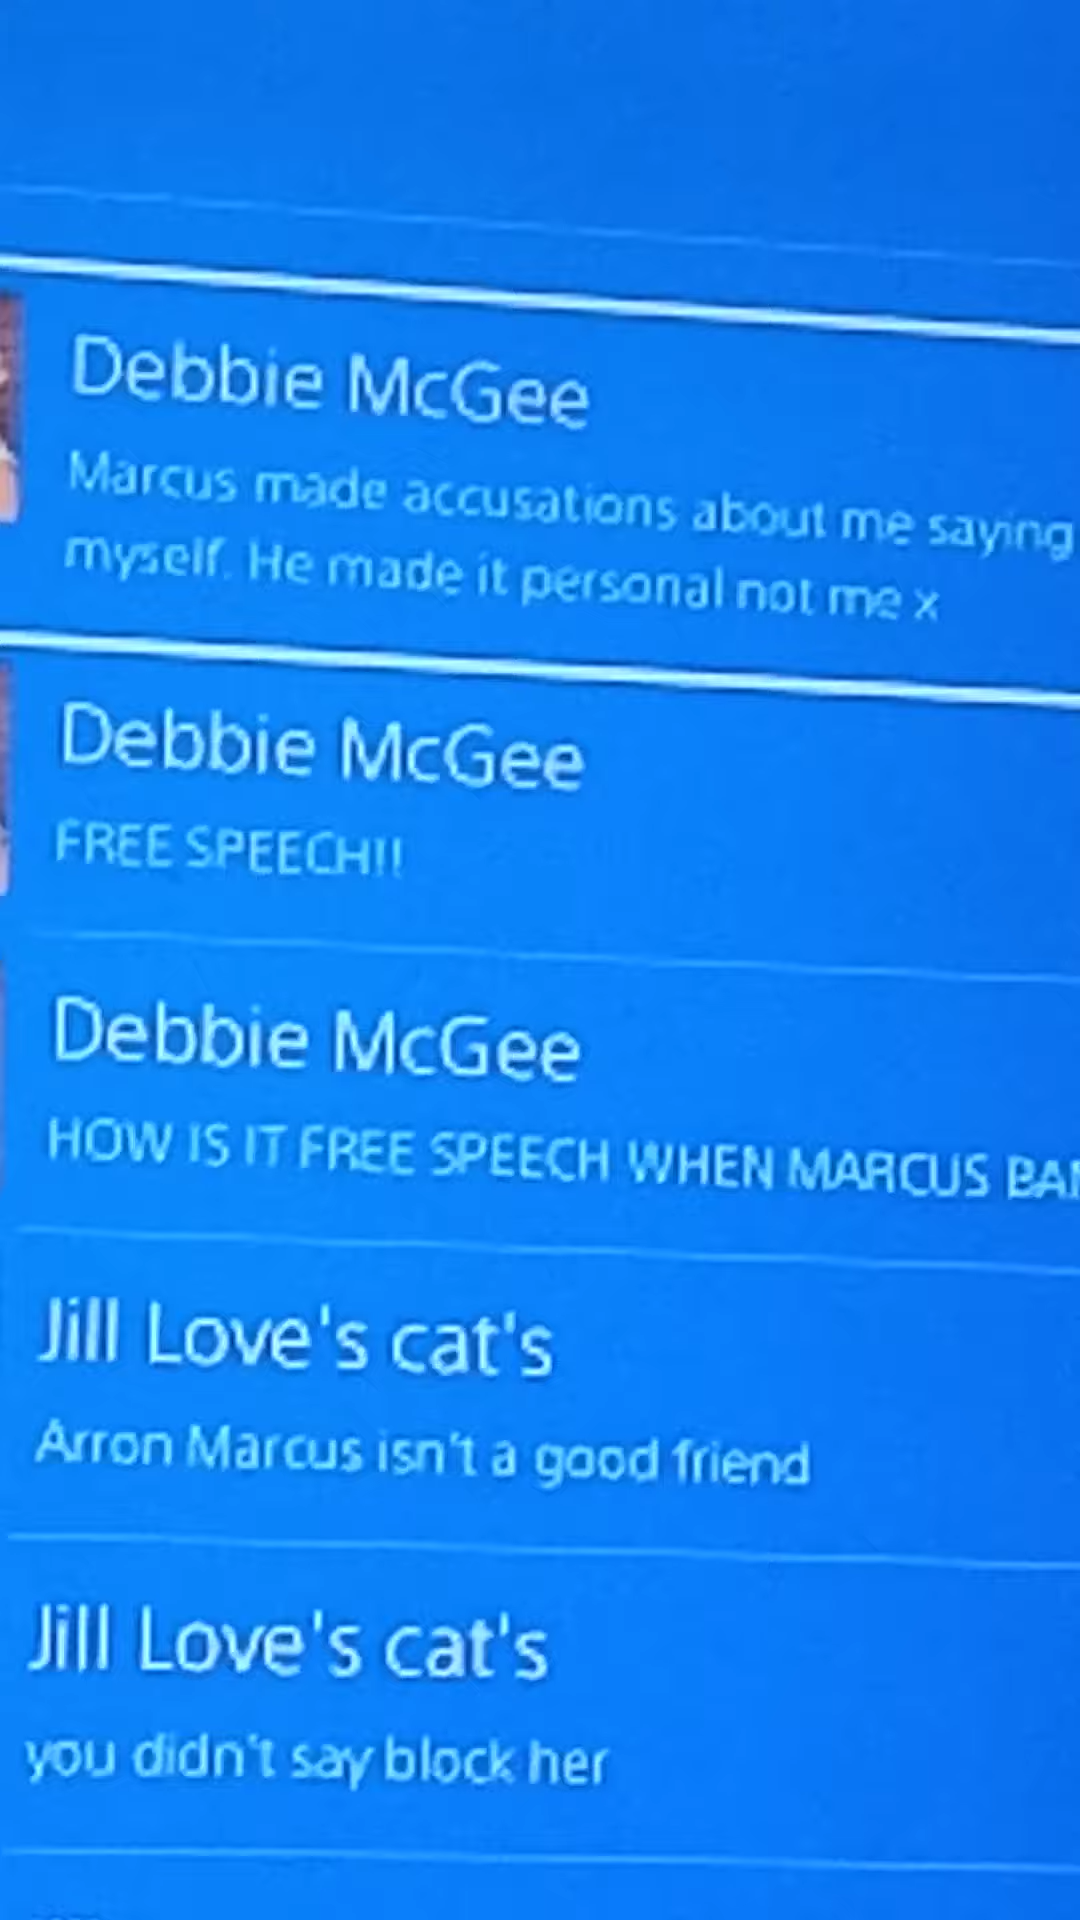 Debbie McGee
Marcus made accusations about me saying
myself. He made it personal not me x
Debbie McGee
FREE SPEECH!!
Debbie McGee
HOW IS IT FREE SPEECH WHEN MARCUS
Jill Love's cat's
Arron Marcus isn't a good friend
Jill Love's cat's
you didn't say block her